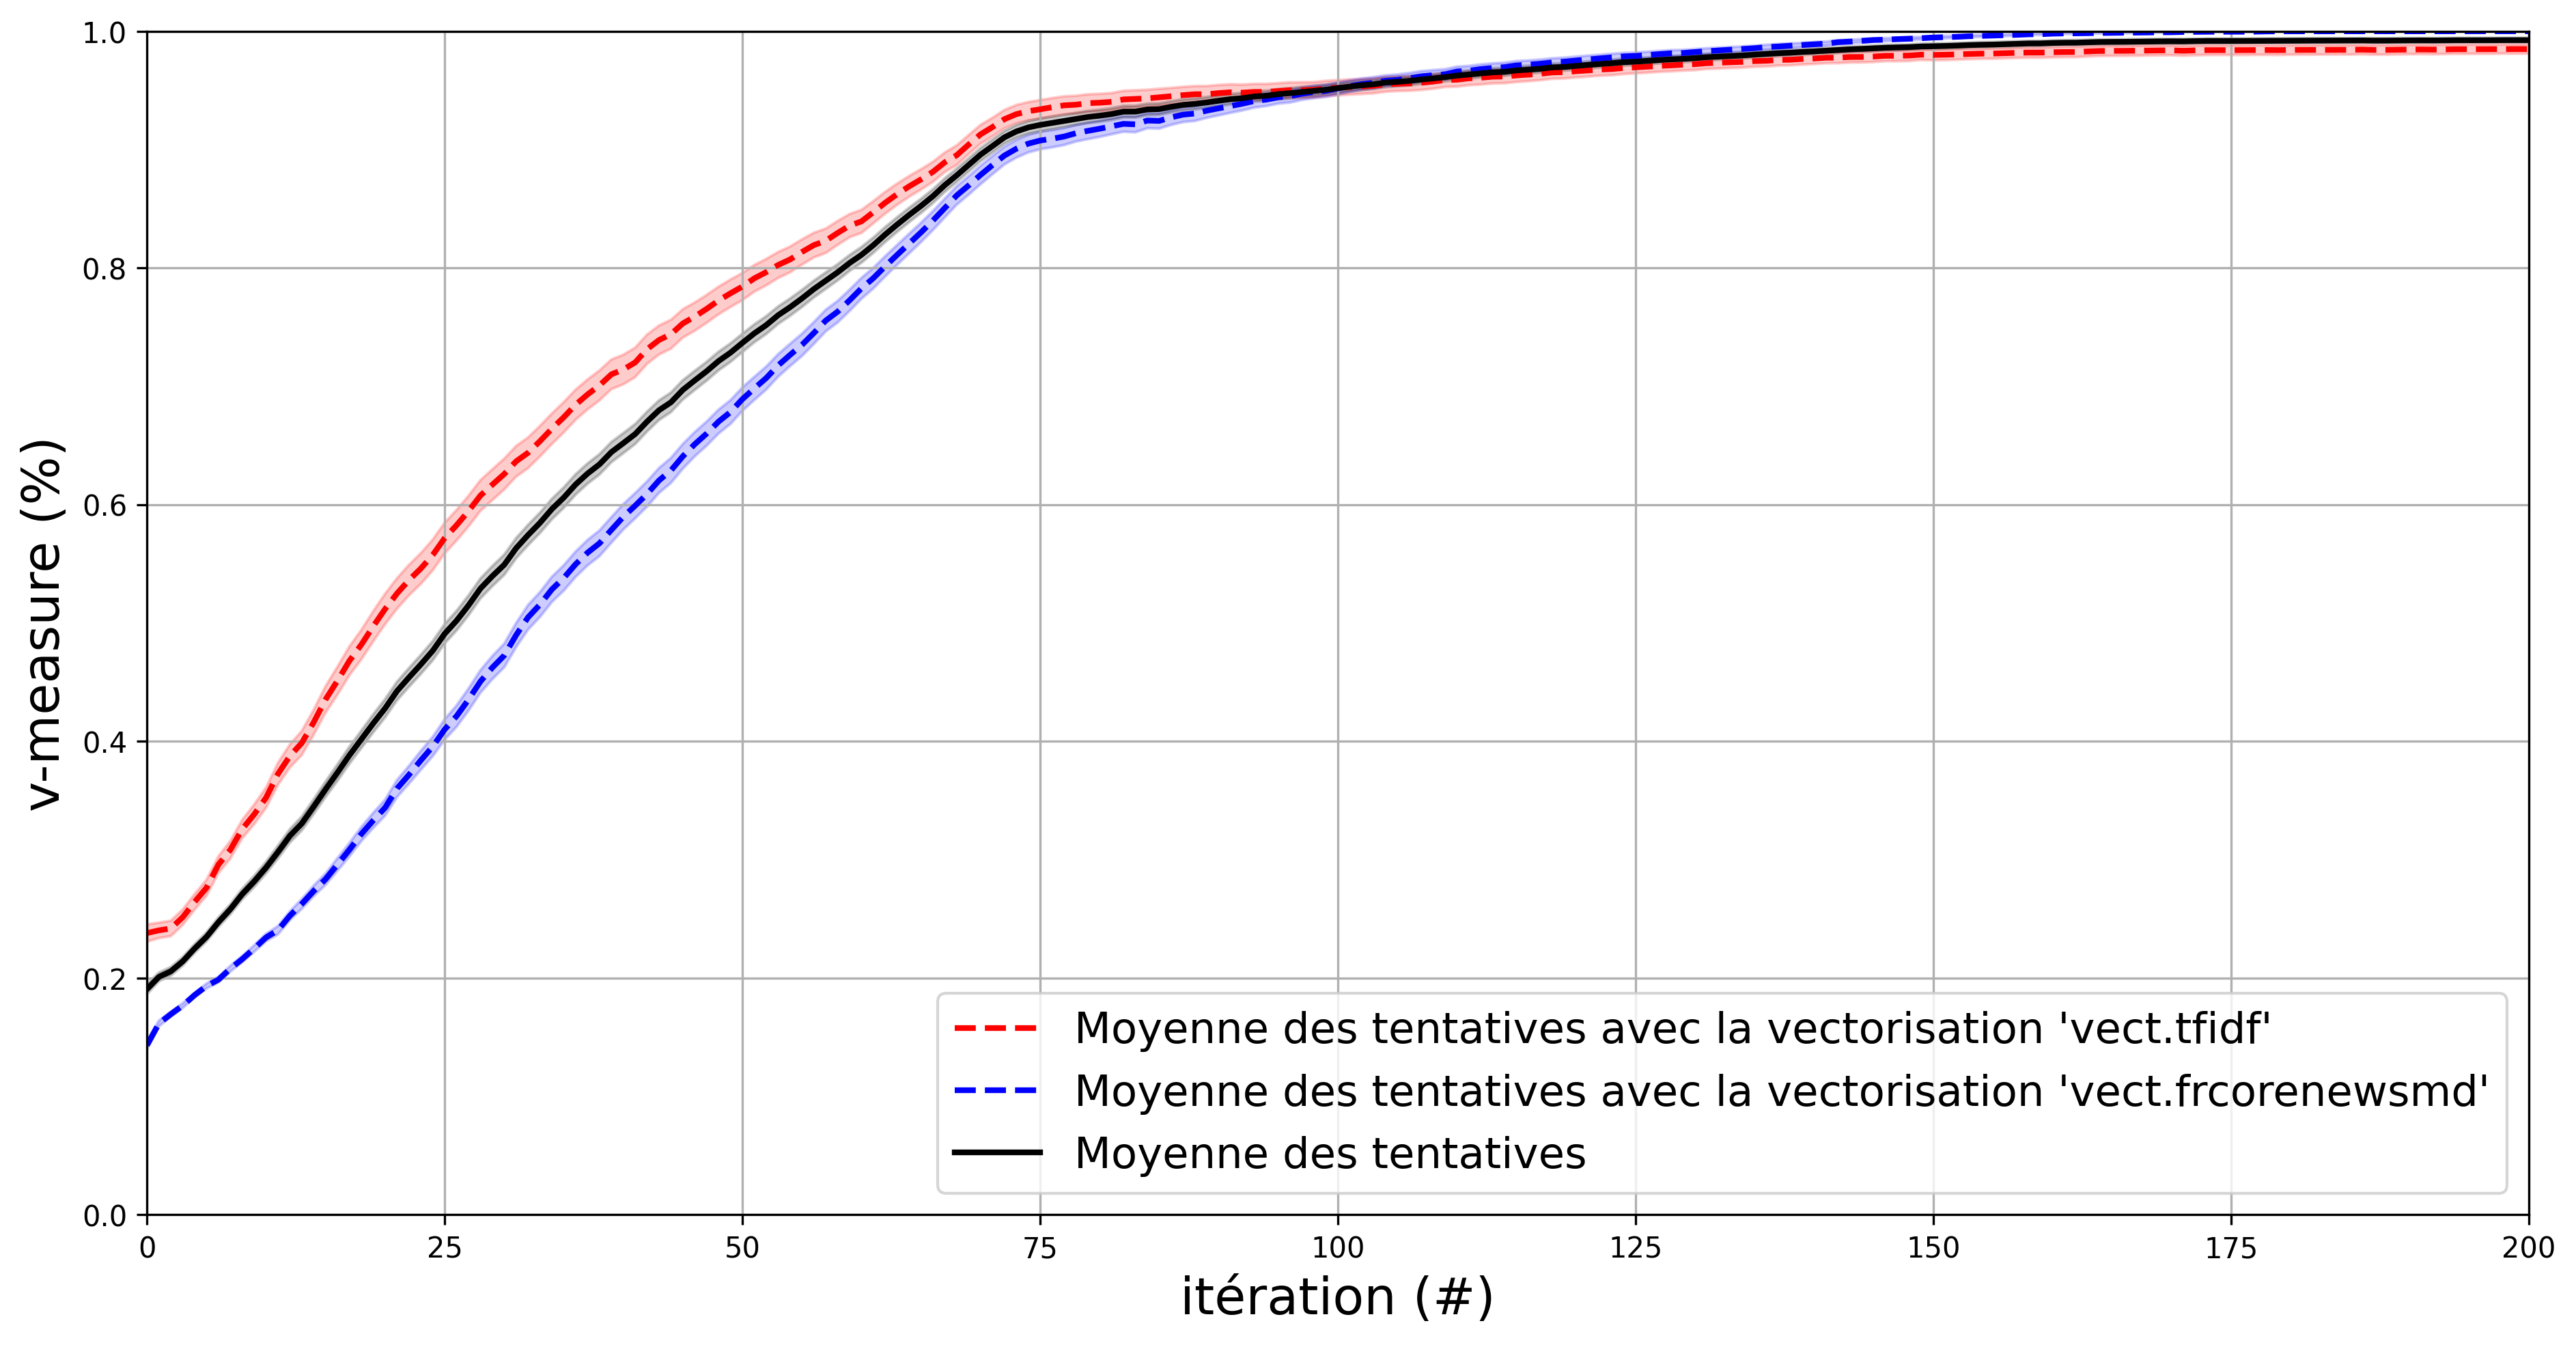 1.0
0.8
0.6
0.4
0.2
0.0
v-measure (%)
Moyenne des tentatives avec la vectorisation 'vect.tfidf'
Moyenne des tentatives avec la vectorisation 'vect.frcorenewsmd'
Moyenne des tentatives
0 25 50 75 100 125 150 175 200
itération (#)